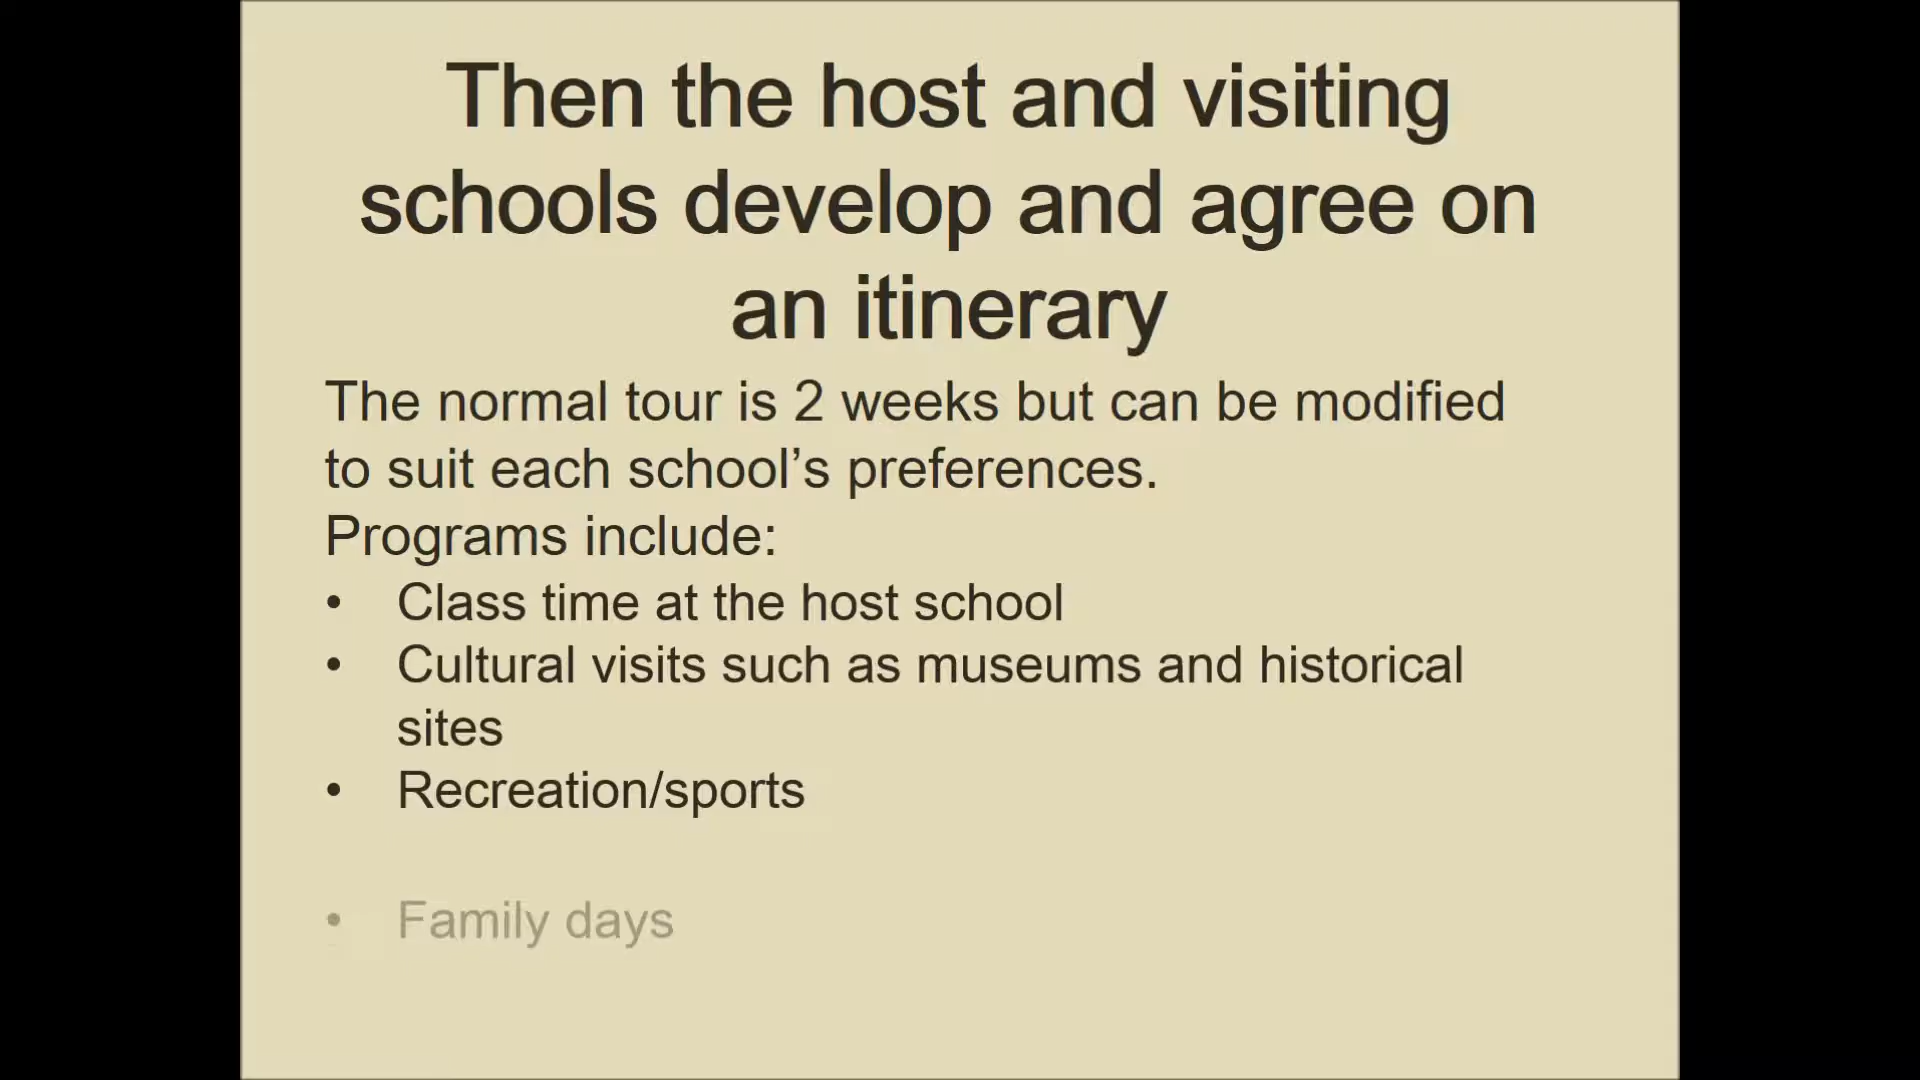 Then the host and visiting
schools develop and agree on
an itinerary
The normal tour is 2 weeks but can be modified
to suit each school’s preferences.
Programs include:
• Class time at the host school
• Cultural visits such as museums and historical
sites
• Recreation/sports
• Family days